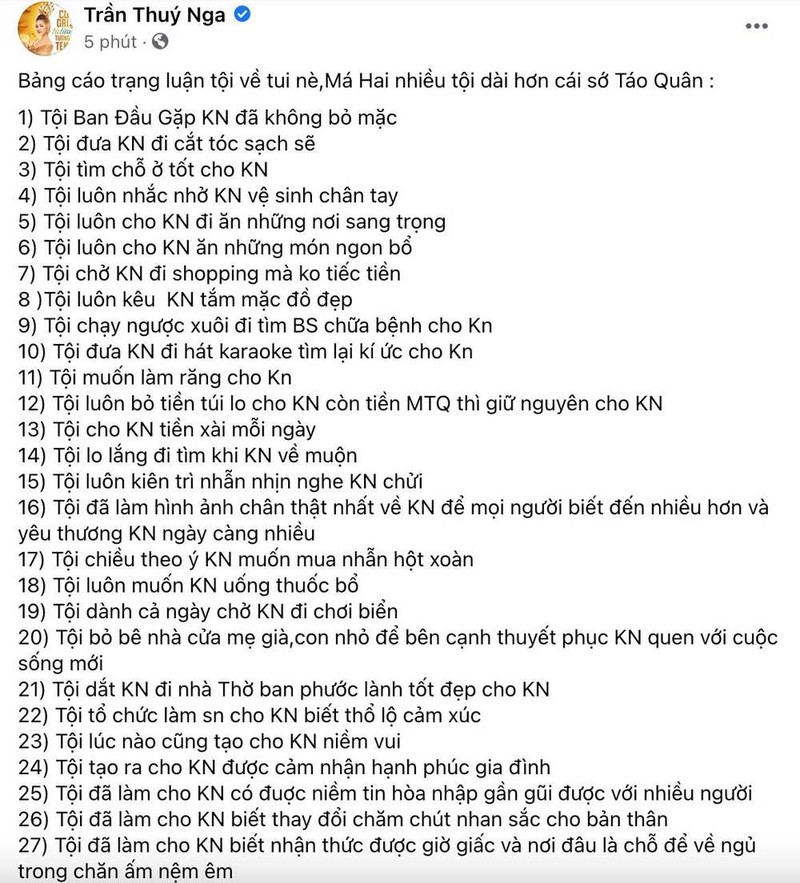 Trần Thuý Nga
5 phút ·
Bảng cáo trạng luận tội về tui nè,Má Hai nhiều tội dài hơn cái sớ Táo Quân :
1) Tội Ban Đầu Gặp KN đã không bỏ mặc
2) Tội đưa KN đi cắt tóc sạch sẽ
3) Tội tìm chỗ ở tốt cho KN
4) Tội luôn nhắc nhở KN vệ sinh chân tay
5) Tội luôn cho KN đi ăn những nơi sang trọng
6) Tội luôn cho KN ăn những món ngon bổ
7) Tội chở KN đi shopping mà ko tiếc tiền
8 )Tội luôn kêu  KN tắm mặc đồ đẹp
9) Tội chạy ngược xuôi đi tìm BS chữa bệnh cho Kn
10) Tội đưa KN đi hát karaoke tìm lại kí ức cho Kn
11) Tội muốn làm răng cho Kn
12) Tội luôn bỏ tiền túi lo cho KN còn tiền MTQ thì giữ nguyên cho KN
13) Tội cho KN tiền xài mỗi ngày
14) Tội lo lắng đi tìm khi KN về muộn
15) Tội luôn kiên trì nhẫn nhịn nghe KN chửi
16) Tội đã làm hình ảnh chân thật nhất về KN để mọi người biết đến nhiều hơn và
yêu thương KN ngày càng nhiều
17) Tội chiều theo ý KN muốn mua nhẫn hột xoàn
18) Tội luôn muốn KN uống thuốc bổ
19) Tội dành cả ngày chở KN đi chơi biển
20) Tội bỏ bê nhà cửa mẹ già,con nhỏ để bên cạnh thuyết phục KN quen với cuộc
sống mới
21) Tội dắt KN đi nhà Thờ ban phước lành tốt đẹp cho KN
22) Tội tổ chức làm sn cho KN biết thổ lộ cảm xúc
23) Tội lúc nào cũng tạo cho KN niềm vui
24) Tội tạo ra cho KN được cảm nhận hạnh phúc gia đình
25) Tội đã làm cho KN có đuợc niềm tin hòa nhập gần gũi được với nhiều người
26) Tội đã làm cho KN biết thay đổi chăm chút nhan sắc cho bản thân
27) Tội đã làm cho KN biết nhận thức được giờ giấc và nơi đâu là chỗ để về ngủ
trong chăn ấm nệm êm